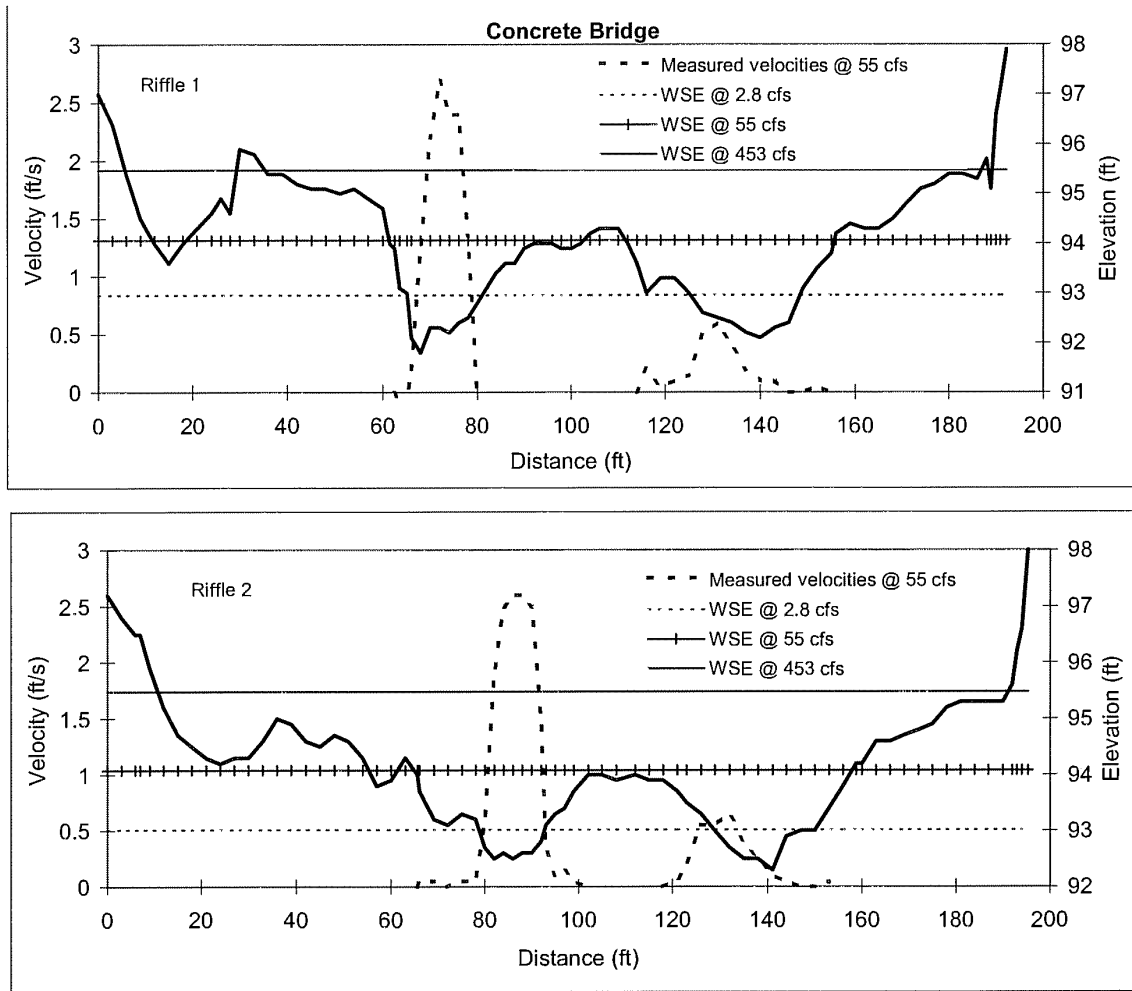 Concrete Bridge
Riffle 1
Measured velocities @ 55 cfs
WSE @ 2.8 cfs
WSE @ 55 cfs
WSE @ 453 cfs
Velocity (ft/s)
3
2.5
2
1.5
1
0.5
0
Elevation (ft)
98
97
96
95
94
93
92
91
0 20 40 60 80 100 120 140 160 180 200
Distance (ft)
Riffle 2
Measured velocities @ 55 cfs
WSE @ 2.8 cfs
WSE @ 55 cfs
WSE @ 453 cfs
Velocity (ft/s)
3
2.5
2
1.5
1
0.5
0
Elevation (ft)
98
97
96
95
94
93
92
0 20 40 60 80 100 120 140 160 180 200
Distance (ft)